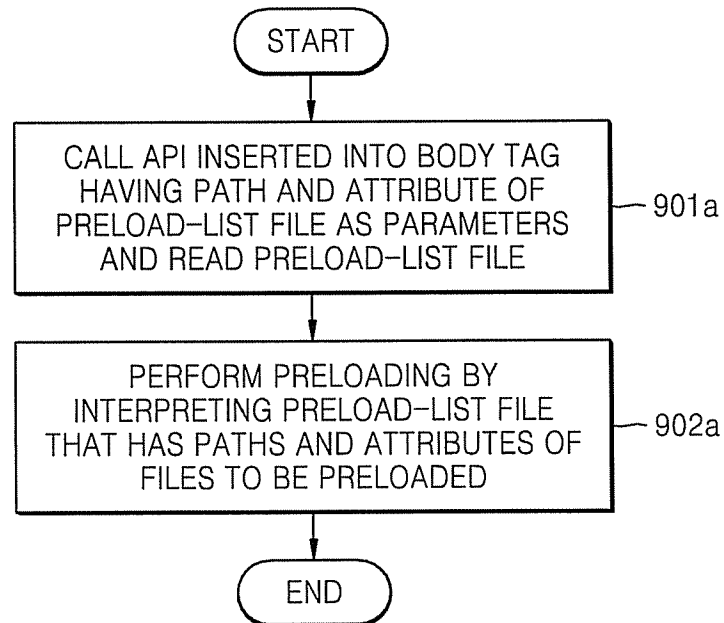 START
CALL API INSERTED INTO BODY TAG
HAVING PATH AND ATTRIBUTE OF
PRELOAD-LIST FILE AS PARAMETERS
AND READ PRELOAD-LIST FILE
901a
PERFORM PRELOADING BY
INTERPRETING PRELOAD-LIST FILE
THAT HAS PATHS AND ATTRIBUTES OF
FILES TO BE PRELOADED
902a
END